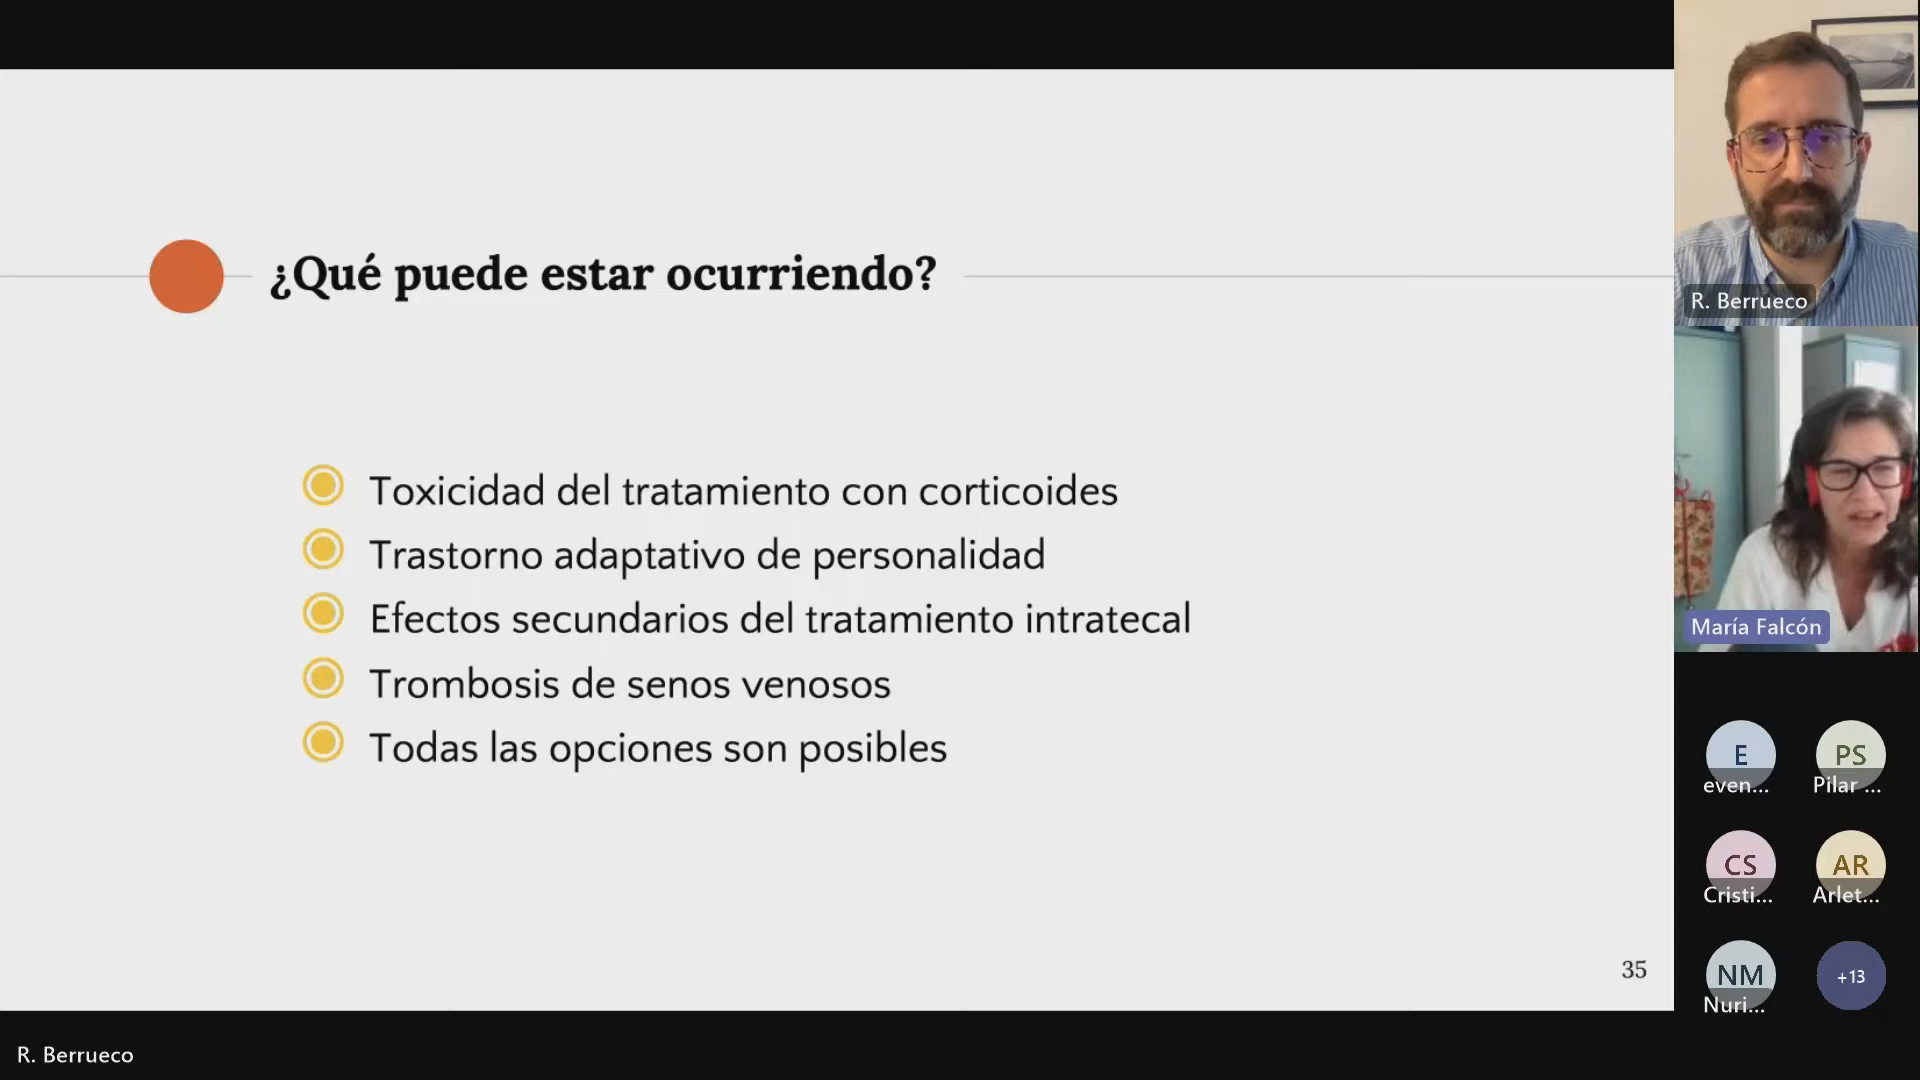 ¿Qué puede estar ocurriendo?
Toxicidad del tratamiento con corticoides
Trastorno adaptativo de personalidad
Efectos secundarios del tratamiento intratecal
Trombosis de senos venosos
Todas las opciones son posibles
35
R. Berrueco
María Falcón
E
even...
PS
Pilar ...
CS
Cristi...
AR
Arlet...
NM
Nuri...
+13
R. Berrueco